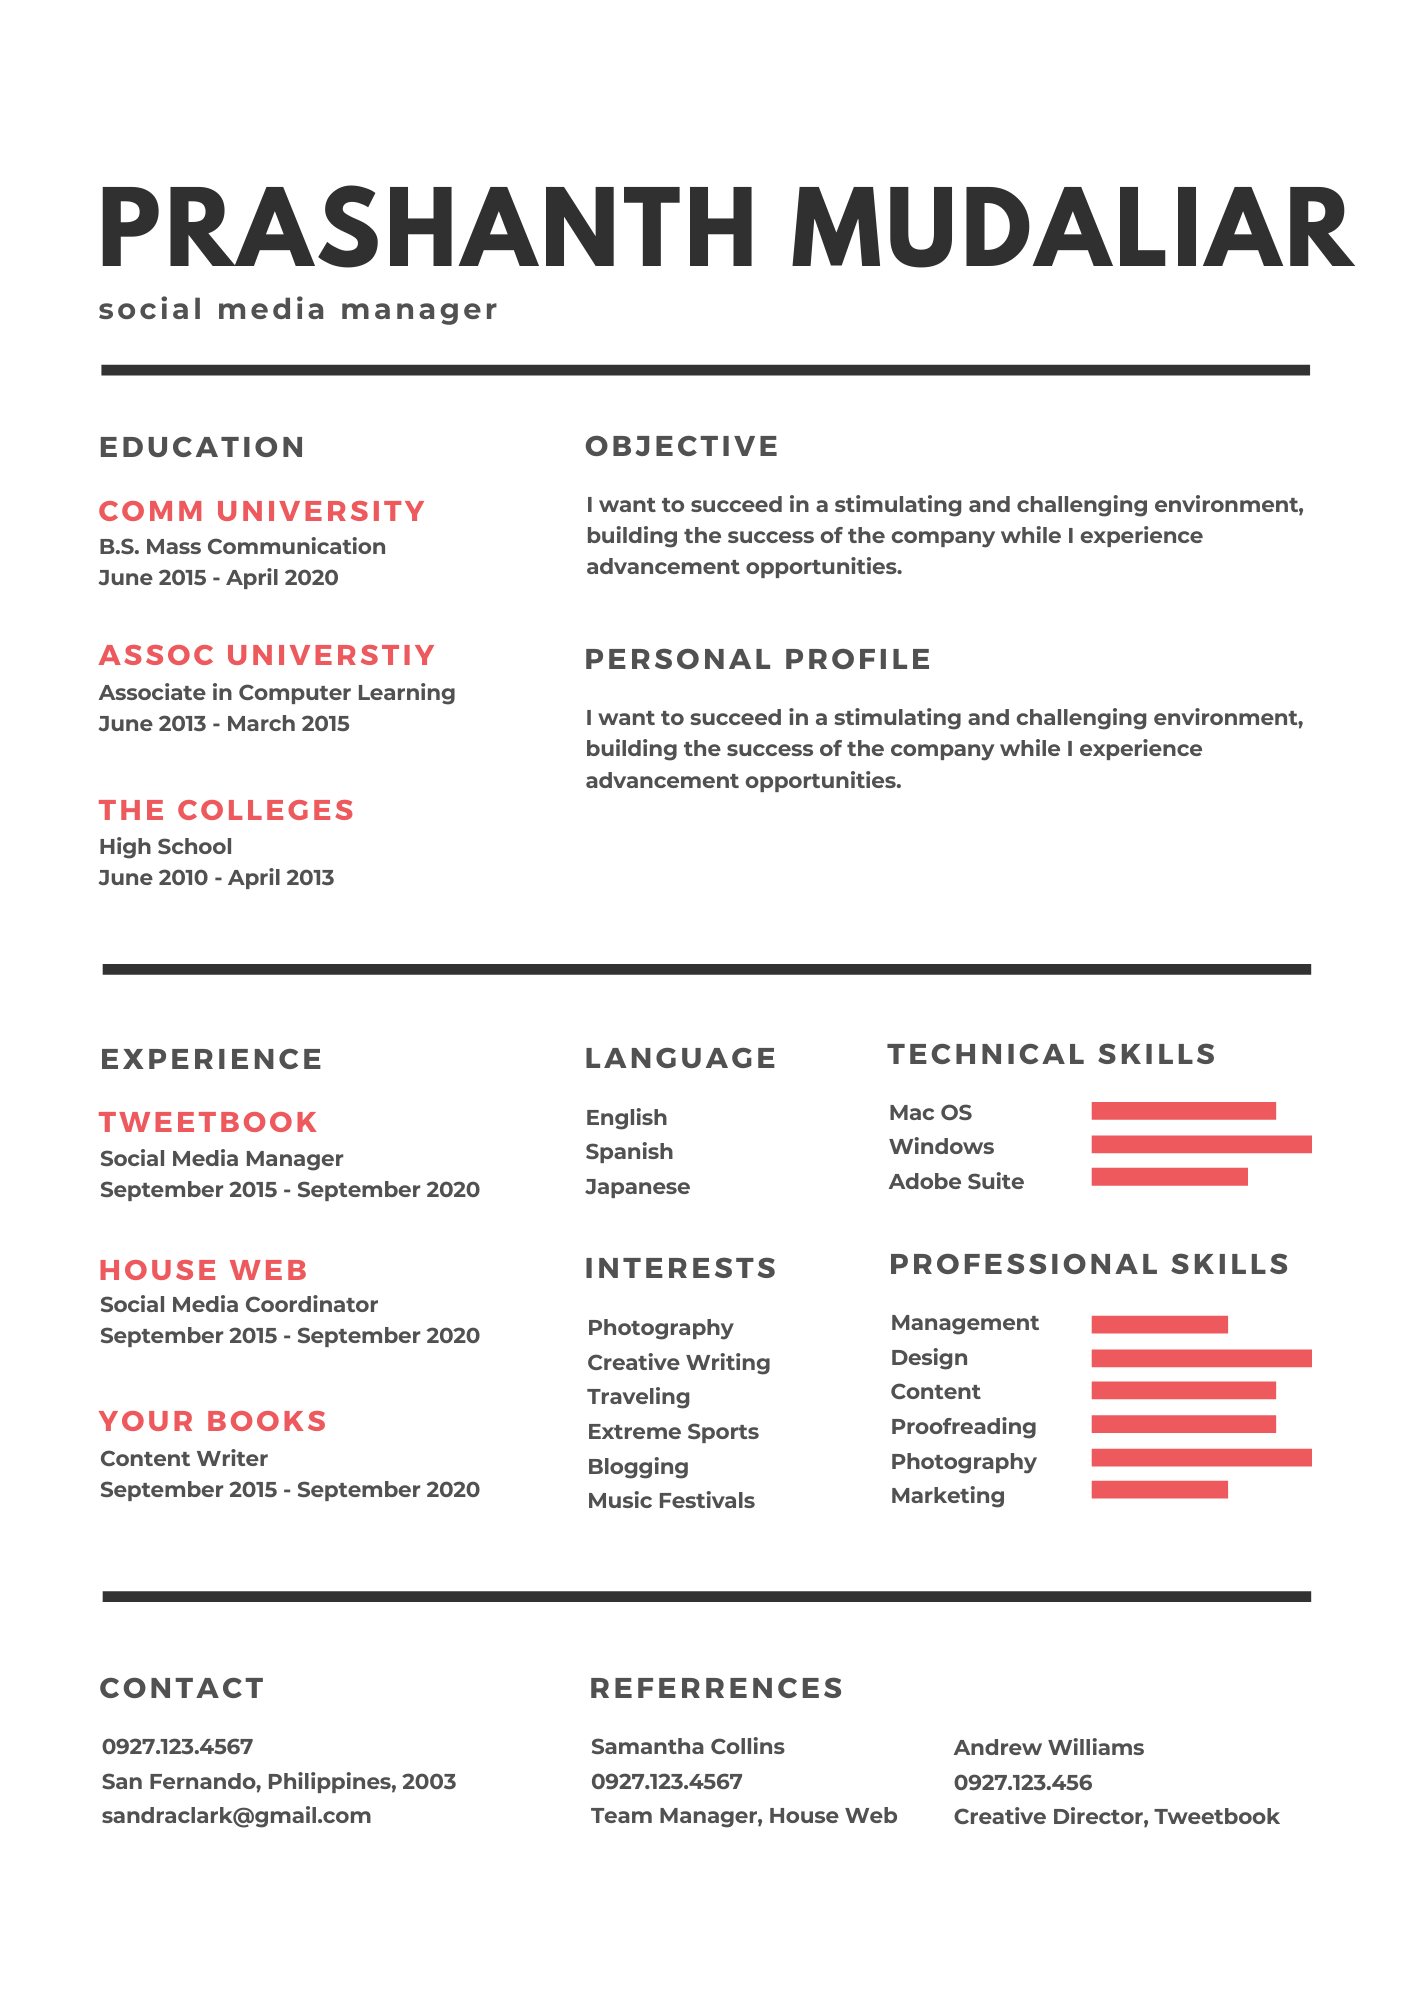 PRASHANTH MUDALIAR
social media manager
EDUCATION
COMM UNIVERSITY
B.S. Mass Communication
June 2015 - April 2020
ASSOC UNIVERSTIY
Associate in Computer Learning
June 2013 - March 2015
THE COLLEGES
High School
June 2010 - April 2013
OBJECTIVE
I want to succeed in a stimulating and challenging environment,
building the success of the company while I experience
advancement opportunities.
PERSONAL PROFILE
I want to succeed in a stimulating and challenging environment,
building the success of the company while I experience
advancement opportunities.
EXPERIENCE
TWEETBOOK
Social Media Manager
September 2015 - September 2020
HOUSE WEB
Social Media Coordinator
September 2015 - September 2020
YOUR BOOKS
Content Writer
September 2015 - September 2020
LANGUAGE
English
Spanish
Japanese
INTERESTS
Photography
Creative Writing
Traveling
Extreme Sports
Blogging
Music Festivals
TECHNICAL SKILLS
Mac OS
Windows
Adobe Suite
PROFESSIONAL SKILLS
Management
Design
Content
Proofreading
Photography
Marketing
CONTACT
0927.123.4567
San Fernando, Philippines, 2003
sandraclark@gmail.com
REFERRENCES
Samantha Collins
0927.123.4567
Team Manager, House Web
Andrew Williams
0927.123.456
Creative Director, Tweetbook